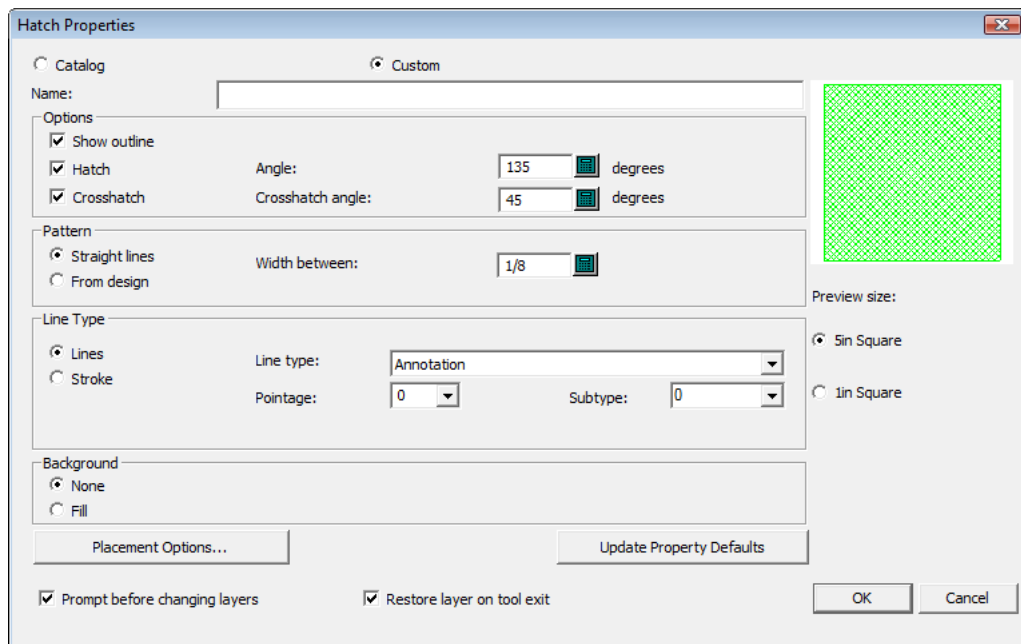 Hatch Properties
Catalog
Custom
Name:
Options
Show outline
Hatch
Angle:
135
degrees
Crosshatch
Crosshatch angle:
45
degrees
Pattern
Straight lines
Width between:
1/8
From design
Preview size:
Line Type
Lines
Line type:
Annotation
5in Square
Stroke
Pointage:
0
Subtype:
0
1in Square
Background
None
Fill
Placement Options...
Update Property Defaults
Prompt before changing layers
Restore layer on tool exit
OK
Cancel